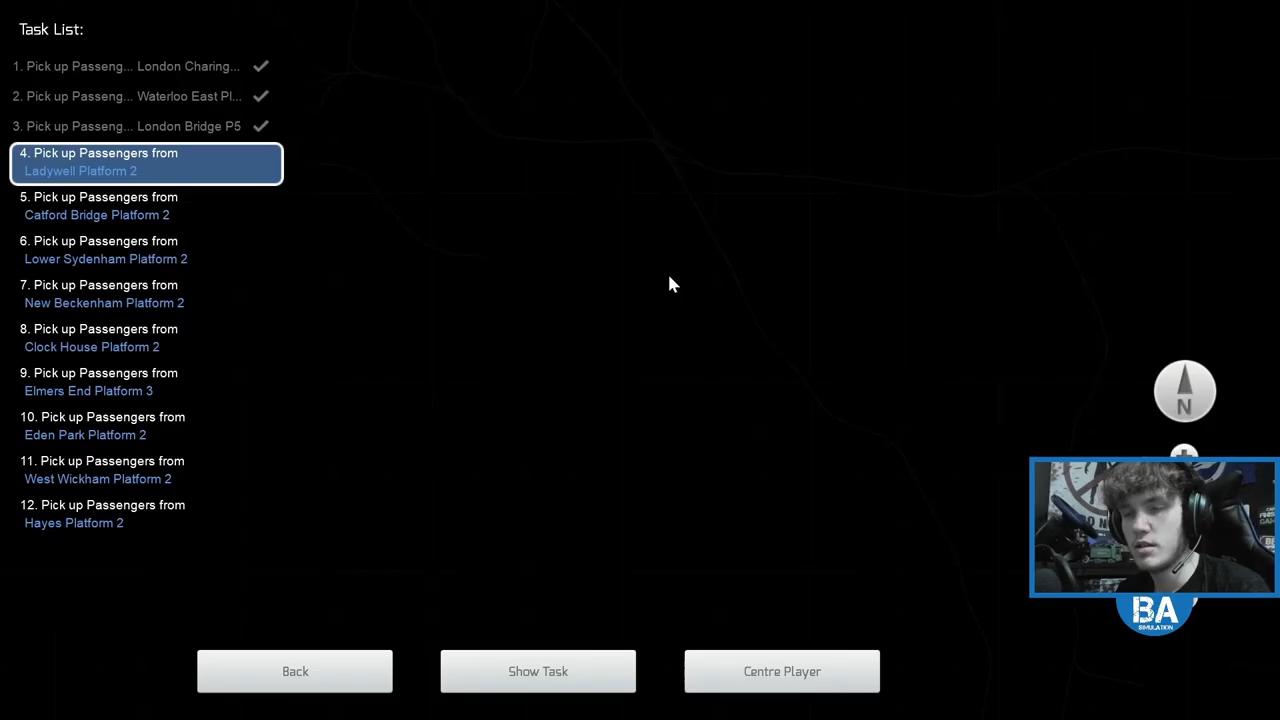 Task List:
1. Pick up Passeng... London Charing...
2. Pick up Passeng... Waterloo East Pl...
3. Pick up Passeng... London Bridge P5
4. Pick up Passengers from
Ladywell Platform 2
5. Pick up Passengers from
Catford Bridge Platform 2
6. Pick up Passengers from
Lower Sydenham Platform 2
7. Pick up Passengers from
New Beckenham Platform 2
8. Pick up Passengers from
Clock House Platform 2
9. Pick up Passengers from
Elmers End Platform 3
10. Pick up Passengers from
Eden Park Platform 2
11. Pick up Passengers from
West Wickham Platform 2
12. Pick up Passengers from
Hayes Platform 2
N
BA
SIMULATION
Back
Show Task
Centre Player